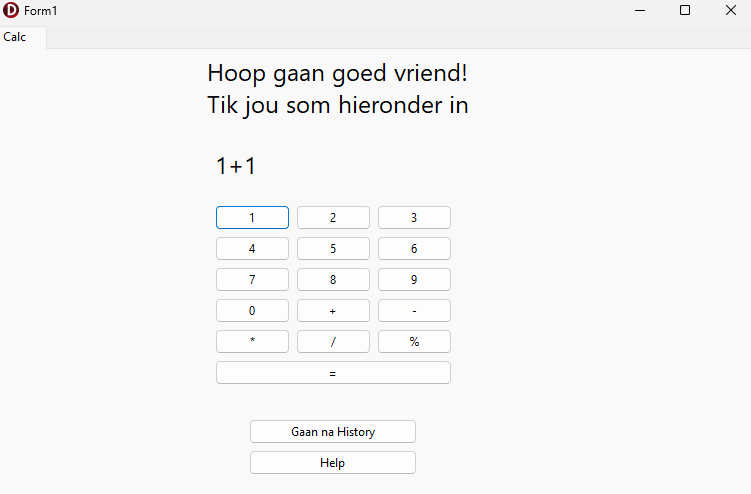 Form1
Calc
Hoop gaan goed vriend!
Tik jou som hieronder in
1+1
1 2 3
4 5 6
7 8 9
0 + -
* / %
=
Gaan na History
Help